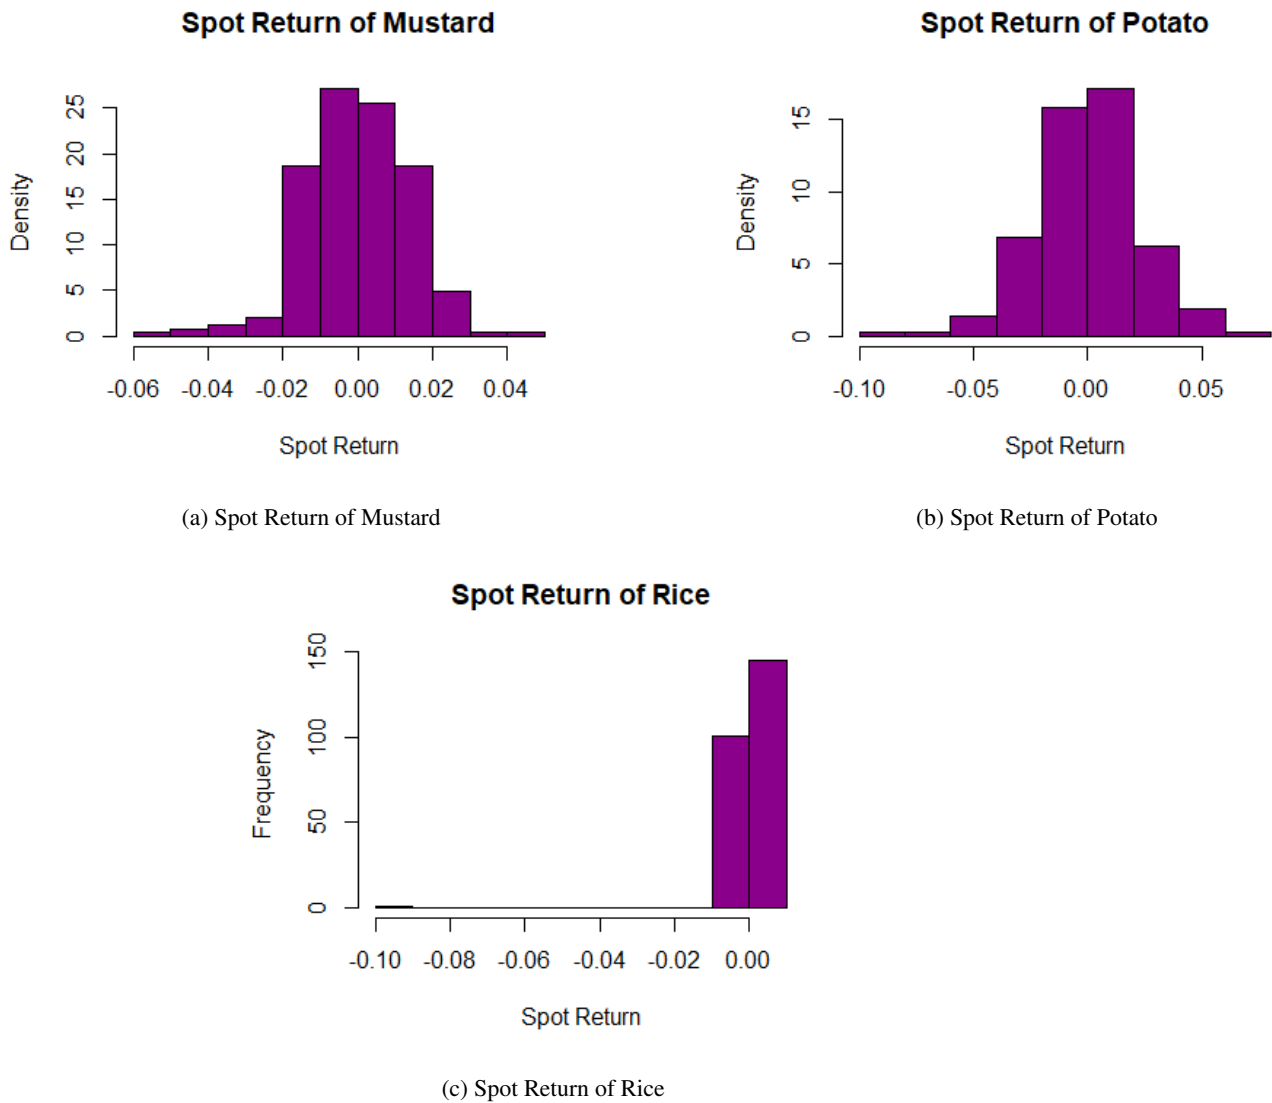 Spot Return of Mustard
Density
0 5 10 15 20 25
-0.06 -0.04 -0.02 0.00 0.02 0.04
Spot Return
(a) Spot Return of Mustard
Spot Return of Potato
Density
0 5 10 15
-0.10 -0.05 0.00 0.05
Spot Return
(b) Spot Return of Potato
Spot Return of Rice
Frequency
0 50 100 150
-0.10 -0.08 -0.06 -0.04 -0.02 0.00
Spot Return
(c) Spot Return of Rice